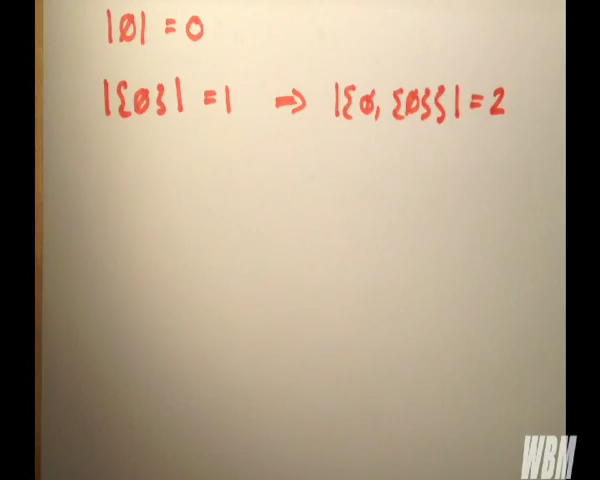 |∅| = 0
|{∅}| = 1 ⇒ |{∅, {∅}}| = 2
WBM